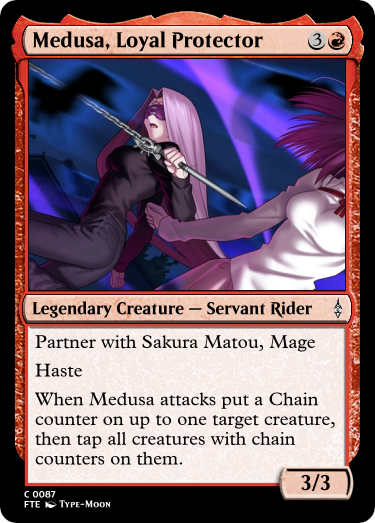 Medusa, Loyal Protector 3
Legendary Creature — Servant Rider
Partner with Sakura Matou, Mage
Haste
When Medusa attacks put a Chain
counter on up to one target creature,
then tap all creatures with chain
counters on them.
3/3
C 0087
FTE Type-Moon